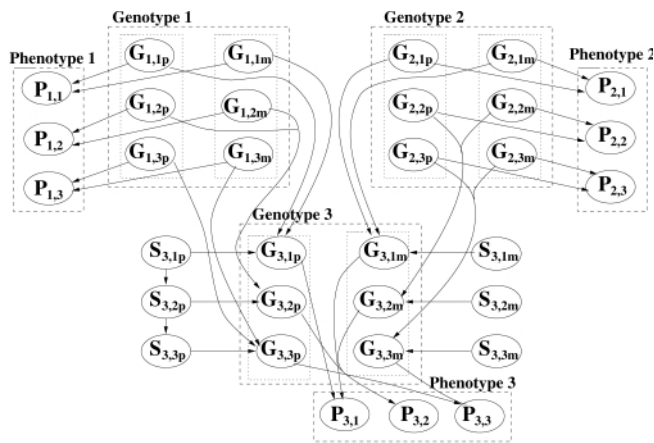 Genotype 1
Genotype 2
Phenotype 1
G1,1p G1,1m
G2,1p G2,1m
Phenotype 2
P1,1
P2,1
G1,2p G1,2m
G2,2p G2,2m
P1,2
P2,2
G1,3p G1,3m
G2,3p G2,3m
P1,3
P2,3
Genotype 3
S3,1p G3,1p G3,1m S3,1m
S3,2p G3,2p G3,2m S3,2m
S3,3p G3,3p G3,3m S3,3m
Phenotype 3
P3,1 P3,2 P3,3